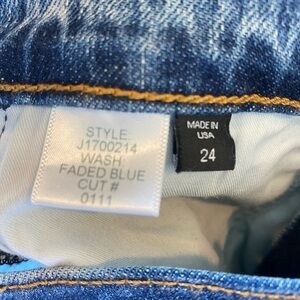 STYLE
J1700214
WASH
FADED BLUE
CUT #
0111
MADE IN
USA
24